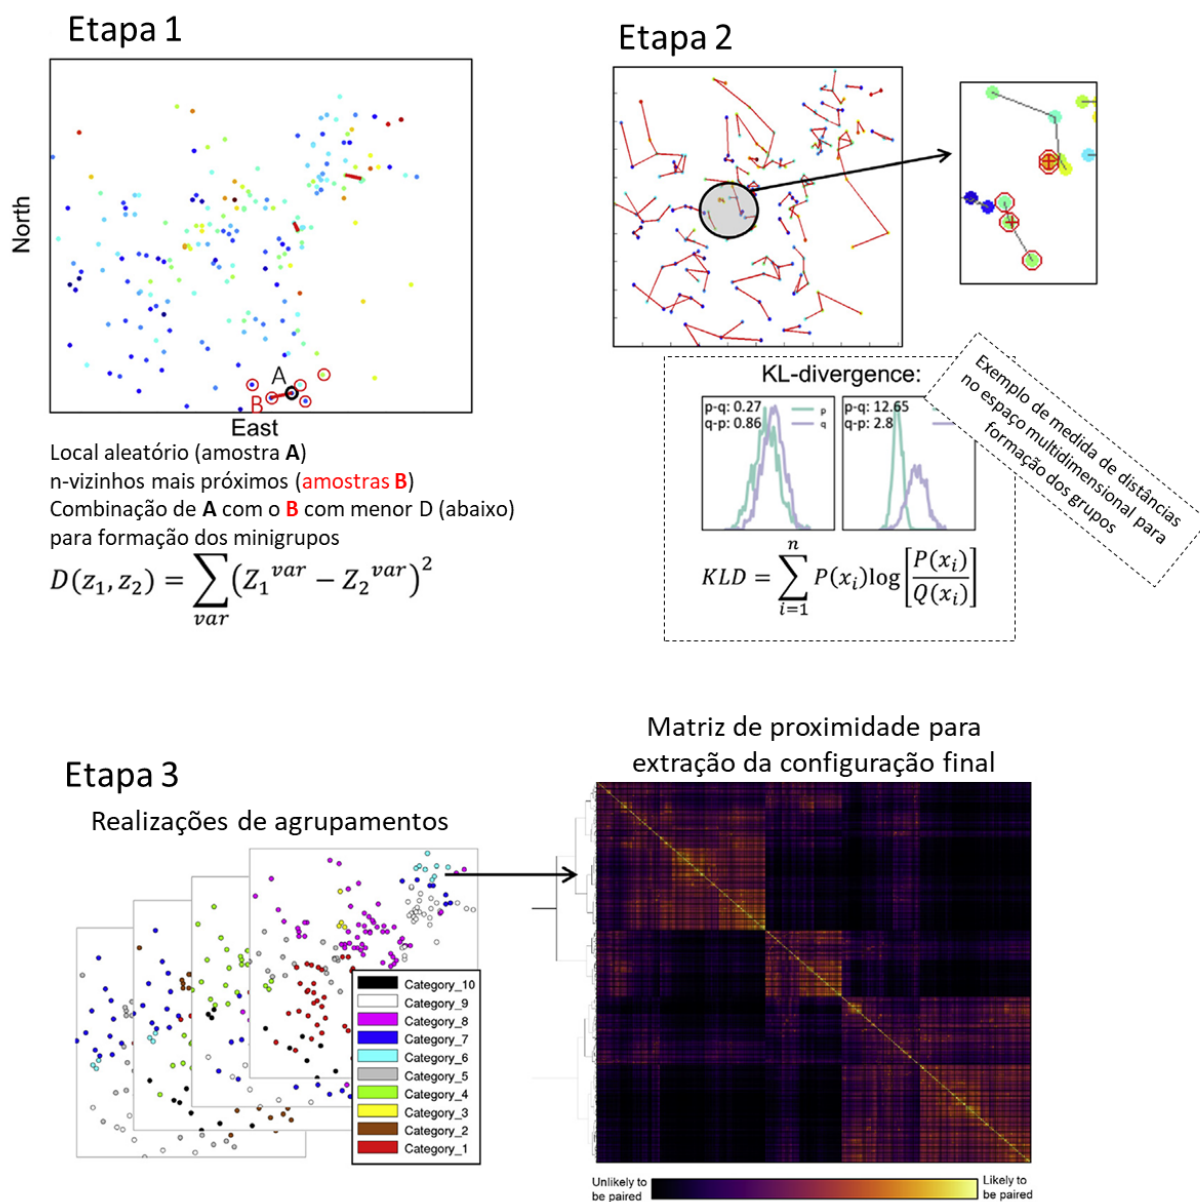 Etapa 1
North
A
B
East
Local aleatório (amostra A)
n-vizinhos mais próximos (amostras B)
Combinação de A com o B com menor D (abaixo)
para formação dos minigrupos
D(z₁, z₂) = ∑var (Z₁^var − Z₂^var)²
Etapa 2
KL-divergence:
p-q: 0.27
q-p: 0.86
p
q
p-q: 12.65
q-p: 2.8
Exemplo de medida de distâncias
no espaço multidimensional para
formação dos grupos
KLD = ∑ⁿᵢ₌₁ P(xᵢ)log[P(xᵢ)/Q(xᵢ)]
Etapa 3
Realizações de agrupamentos
Category_10
Category_9
Category_8
Category_7
Category_6
Category_5
Category_4
Category_3
Category_2
Category_1
Matriz de proximidade para
extração da configuração final
Unlikely to
be paired
Likely to
be paired